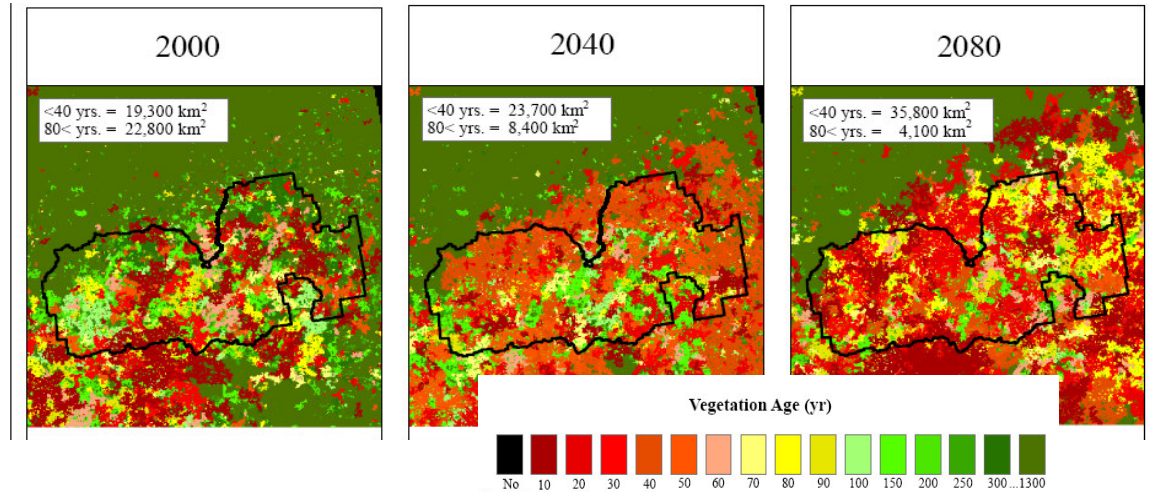 2000
<40 yrs. = 19,300 km²
80< yrs. = 22,800 km²
2040
<40 yrs. = 23,700 km²
80< yrs. = 8,400 km²
2080
<40 yrs. = 35,800 km²
80< yrs. = 4,100 km²
Vegetation Age (yr)
No 10 20 30 40 50 60 70 80 90 100 150 200 250 300 ...1300